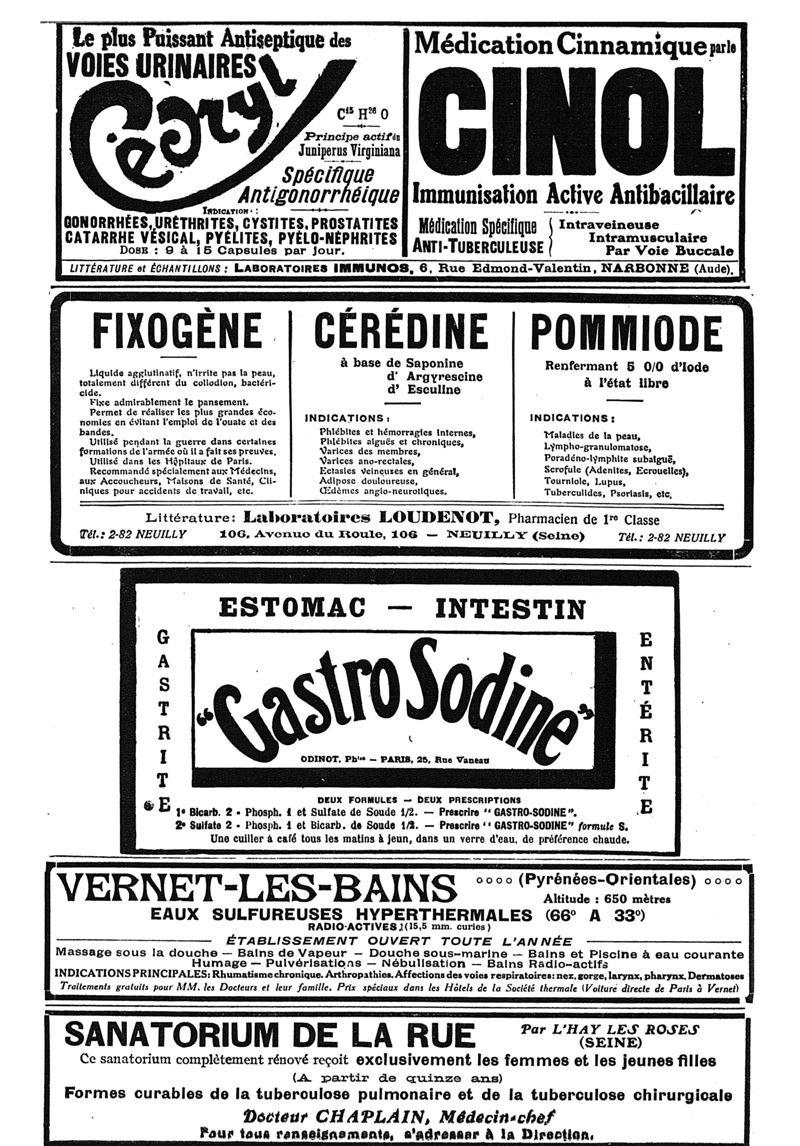 Le plus Puissant Antiseptique des
VOIES URINAIRES
Cédryl
C¹⁵ H²⁶ O
Principe actif du
Juniperus Virginiana
Spécifique
Antigonorrhéique
INDICATION :
GONORRHÉES, URÉTHRITES, CYSTITES, PROSTATITES
CATARRHE VÉSICAL, PYÉLITES, PYÉLO-NÉPHRITES
DOSE : 9 à 15 Capsules par jour.
Médication Cinnamique par le
CINOL
Immunisation Active Antibacillaire
Médication Spécifique
ANTI-TUBERCULEUSE
Intraveineuse
Intramusculaire
Par Voie Buccale
LITTÉRATURE et ÉCHANTILLONS : LABORATOIRES IMMUNOS, 6, Rue Edmond-Valentin, NARBONNE (Aude).
FIXOGÈNE
Liquide agglutinatif, n'irrite pas la peau,
totalement différent du collodion, bactéri-
cide.
Fixe admirablement le pansement.
Permet de réaliser les plus grandes éco-
nomies en évitant l'emploi de l'ouate et des
bandes.
Utilisé pendant la guerre dans certaines
formations de l'armée où il a fait ses preuves.
Utilisé dans les Hôpitaux de Paris.
Recommandé spécialement aux Médecins,
aux Accoucheurs, Maisons de Santé, Cli-
niques pour accidents de travail, etc.
CÉRÉDINE
à base de Saponine
d' Argyrescine
d' Esculine
INDICATIONS :
Phlébites et hémorragies internes,
Phlébites aiguës et chroniques,
Varices des membres,
Varices ano-rectales,
Ectasies veineuses en général,
Adipose douloureuse,
Œdèmes angio-neurotiques.
POMMIODE
Renfermant 5 0/0 d'Iode
à l'état libre
INDICATIONS :
Maladies de la peau,
Lympho-granulomatose,
Poradéno-lymphite subaiguë,
Scrofule (Adenites, Ecrouelles),
Tourniole, Lupus,
Tuberculides, Psoriasis, etc.
Littérature: Laboratoires LOUDENOT, Pharmacien de 1ʳᵉ Classe
Tél.: 2-82 NEUILLY 106, Avenue du Roule, 106 — NEUILLY (Seine) Tél.: 2-82 NEUILLY
ESTOMAC — INTESTIN
GASTRITE
"Gastro Sodine"
ODINOT, Phⁱᵉⁿ — PARIS, 25, Rue Vaneau
ENTÉRITE
DEUX FORMULES — DEUX PRESCRIPTIONS
1º Bicarb. 2 - Phosph. 1 et Sulfate de Soude 1/2. — Prescrire "GASTRO-SODINE".
2º Sulfate 2 - Phosph. 1 et Bicarb. de Soude 1/2. — Prescrire "GASTRO-SODINE" formule S.
Une cuiller à café tous les matins à jeun, dans un verre d'eau, de préférence chaude.
VERNET-LES-BAINS (Pyrénées-Orientales)
Altitude : 650 mètres
EAUX SULFUREUSES HYPERTHERMALES (66º A 33º)
RADIO-ACTIVES (15,5 mm. curies)
ÉTABLISSEMENT OUVERT TOUTE L'ANNÉE
Massage sous la douche — Bains de Vapeur — Douche sous-marine — Bains et Piscine à eau courante
Humage — Pulvérisations — Nébulisation — Bains Radio-actifs
INDICATIONS PRINCIPALES: Rhumatisme chronique. Arthropathies. Affections des voies respiratoires: nez, gorge, larynx, pharynx, Dermatoses
Traitements gratuits pour MM. les Docteurs et leur famille. Prix spéciaux dans les Hôtels de la Société thermale (Voiture directe de Paris à Vernet)
SANATORIUM DE LA RUE Par L'HAY LES ROSES
(SEINE)
Ce sanatorium complètement rénové reçoit exclusivement les femmes et les jeunes filles
(A partir de quinze ans)
Formes curables de la tuberculose pulmonaire et de la tuberculose chirurgicale
Docteur CHAPLAIN, Médecin-chef
Pour tous renseignements, s'adresser à la Direction.